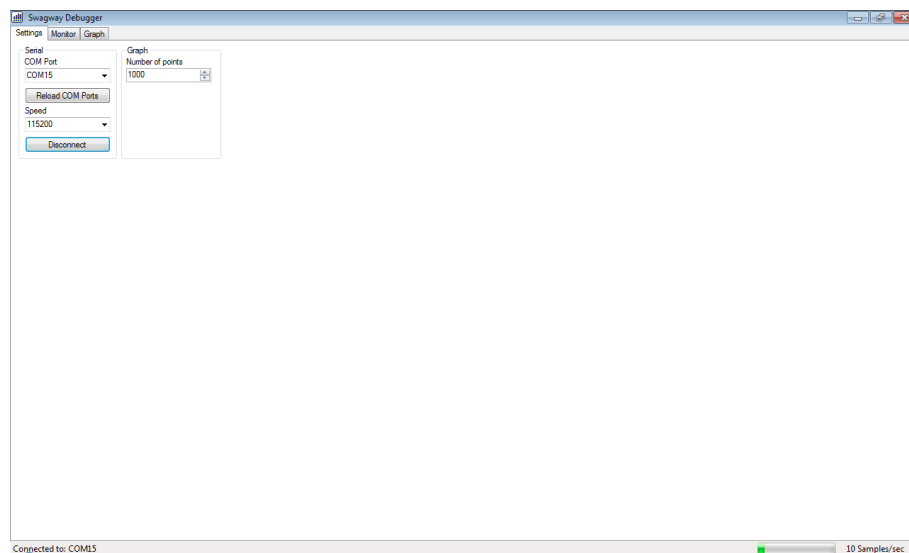 Swagway Debugger
Settings Monitor Graph
Serial
COM Port
COM15
Reload COM Ports
Speed
115200
Disconnect
Graph
Number of points
1000
Connected to: COM15
10 Samples/sec